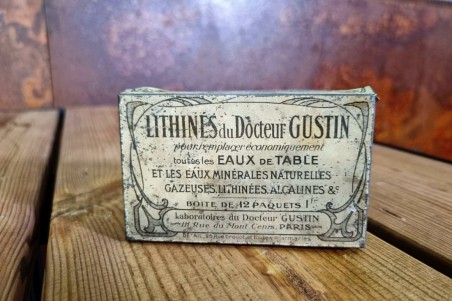 LITHINÉS du Docteur GUSTIN
pour remplacer économiquement
toutes les EAUX DE TABLE
ET LES EAUX MINÉRALES NATURELLES
GAZEUSES, LITHINÉES, ALCALINES &
BOITE DE 12 PAQUETS 1
Laboratoires du Docteur GUSTIN
Rue du Mont Cenis, PARIS